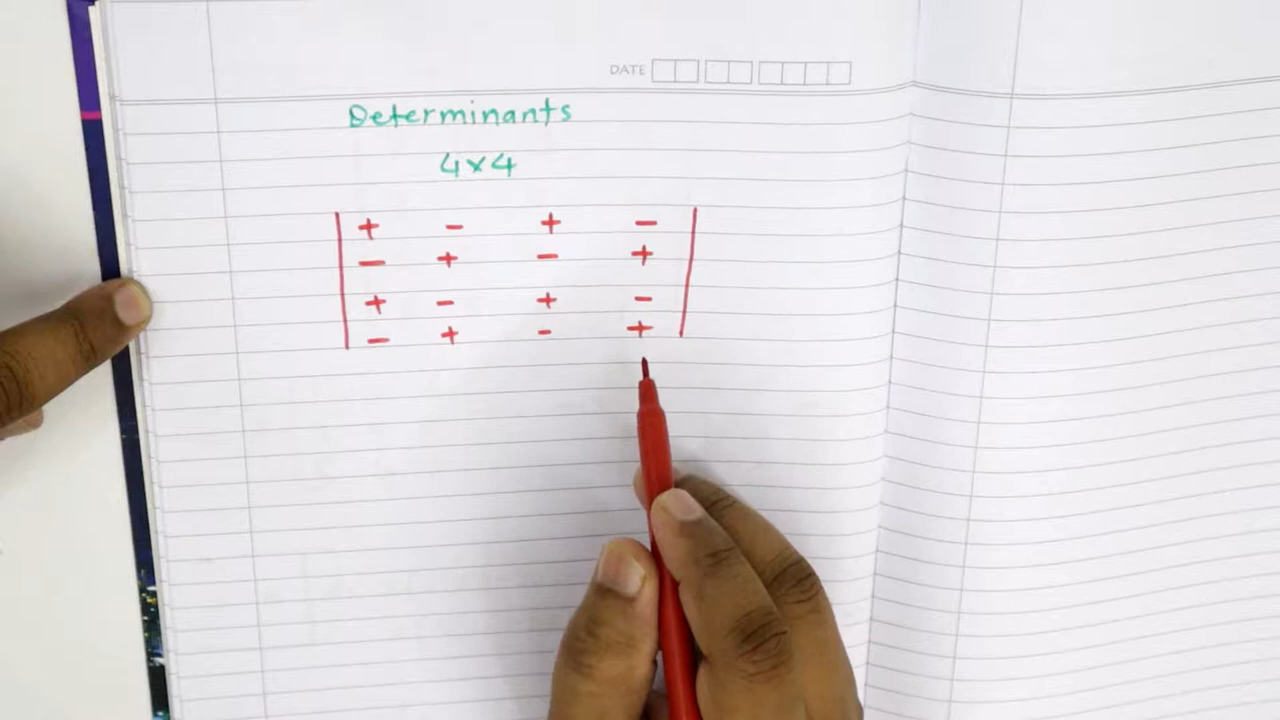 DATE
Determinants
4×4
+ − + −
− + − +
+ − + −
− + − +